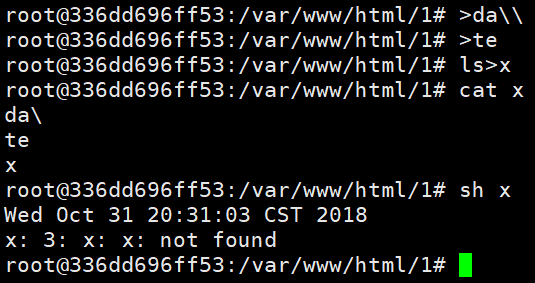 root@336dd696ff53:/var/www/html/1# >da\\
root@336dd696ff53:/var/www/html/1# >te
root@336dd696ff53:/var/www/html/1# ls>x
root@336dd696ff53:/var/www/html/1# cat x
da\
te
x
root@336dd696ff53:/var/www/html/1# sh x
Wed Oct 31 20:31:03 CST 2018
x: 3: x: x: not found
root@336dd696ff53:/var/www/html/1#